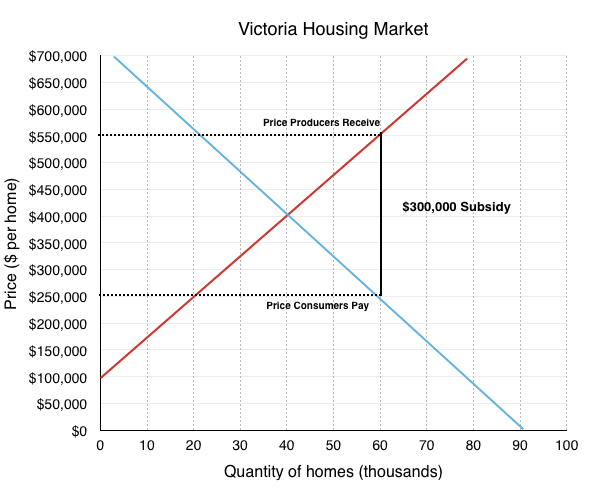 Victoria Housing Market
$700,000
$650,000
$600,000
$550,000
$500,000
$450,000
$400,000
$350,000
$300,000
$250,000
$200,000
$150,000
$100,000
$50,000
$0
Price ($ per home)
Price Producers Receive
$300,000 Subsidy
Price Consumers Pay
0 10 20 30 40 50 60 70 80 90 100
Quantity of homes (thousands)